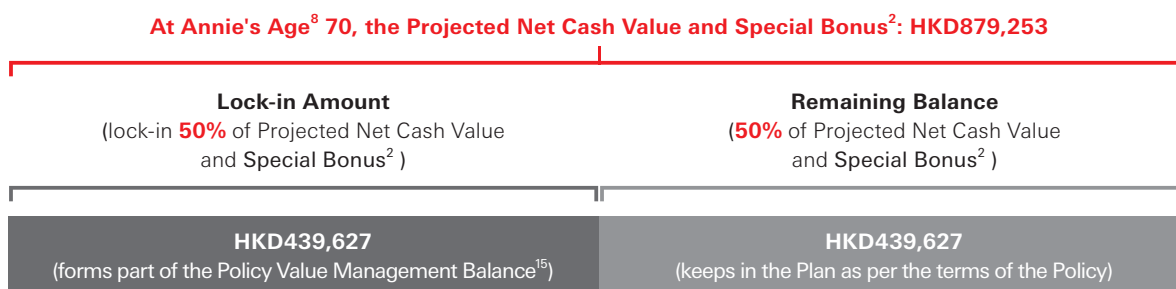 At Annie's Age⁸ 70, the Projected Net Cash Value and Special Bonus²: HKD879,253
Lock-in Amount
(lock-in 50% of Projected Net Cash Value
and Special Bonus² )
Remaining Balance
(50% of Projected Net Cash Value
and Special Bonus² )
HKD439,627
(forms part of the Policy Value Management Balance¹⁵)
HKD439,627
(keeps in the Plan as per the terms of the Policy)